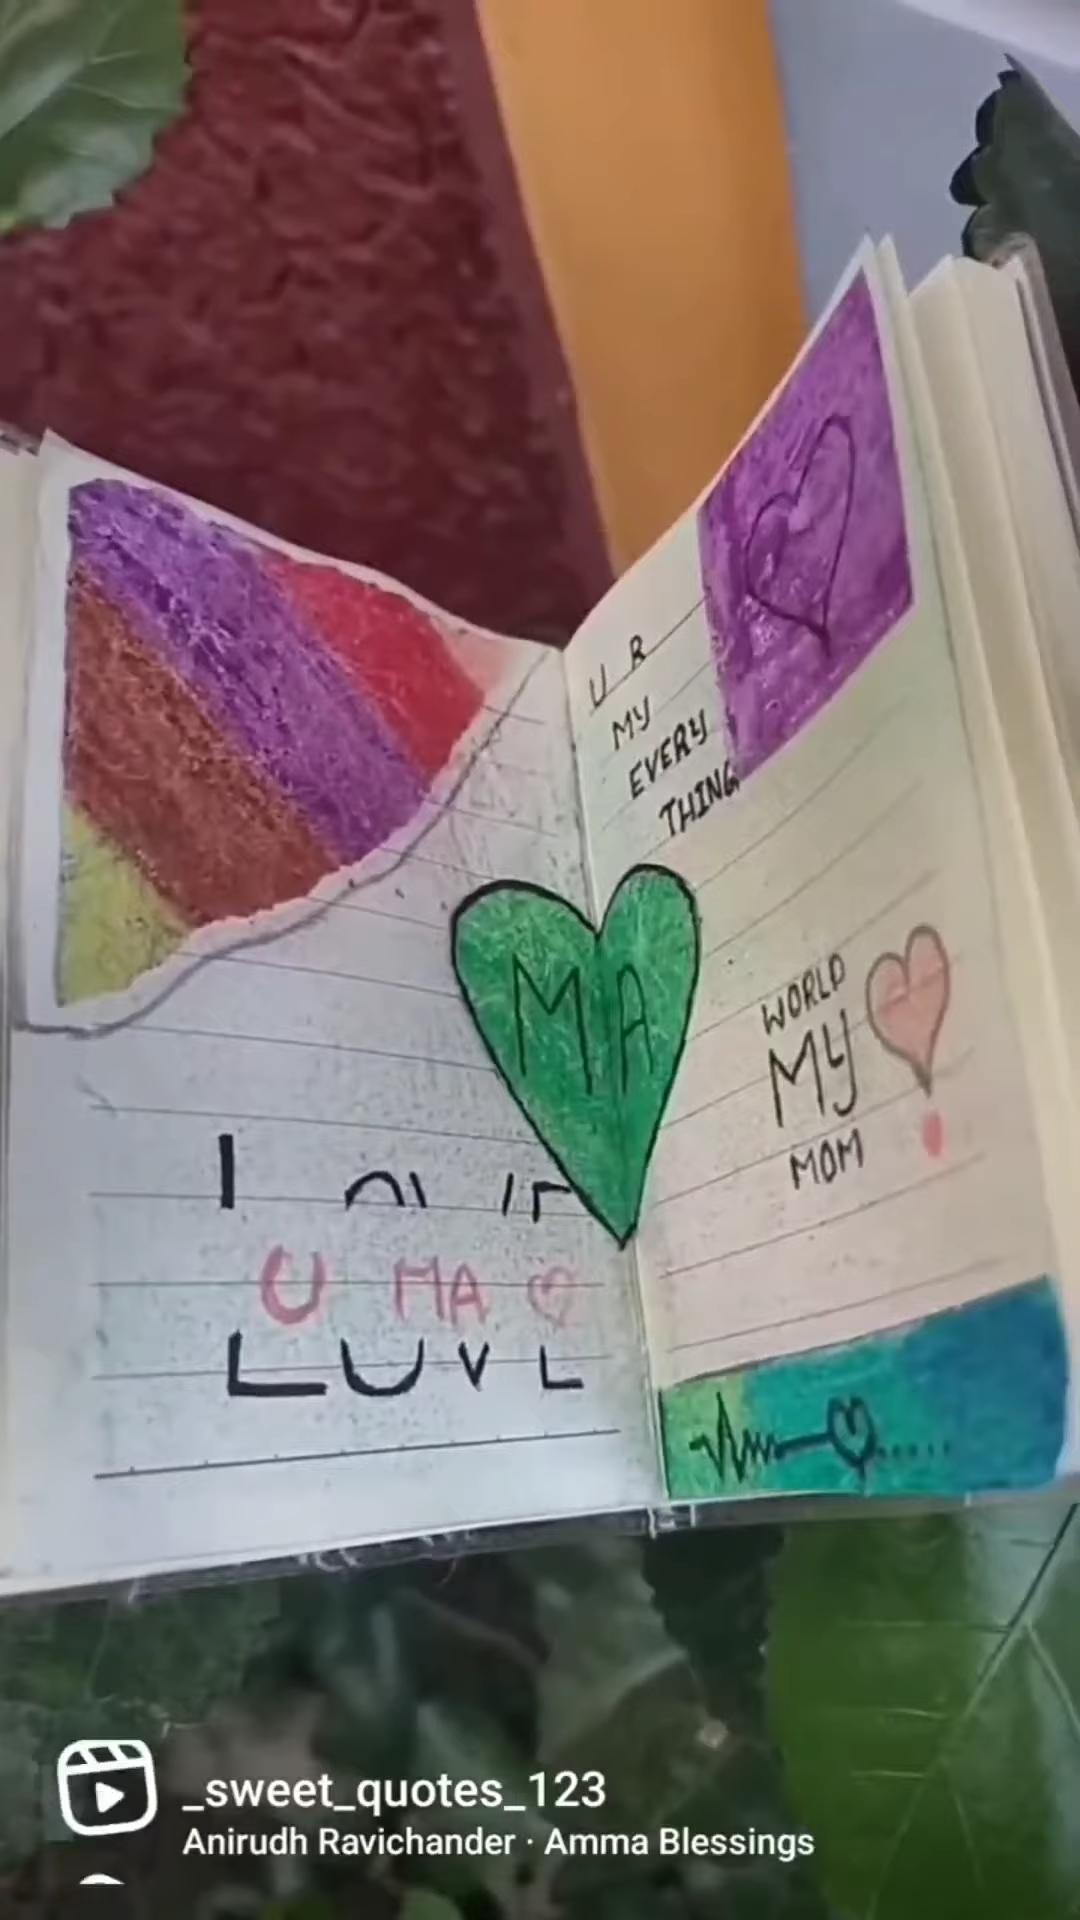 U R
MY
EVERY
THING
MA
WORLD
MY
MOM
LOVE
U MA
_sweet_quotes_123
Anirudh Ravichander · Amma Blessings